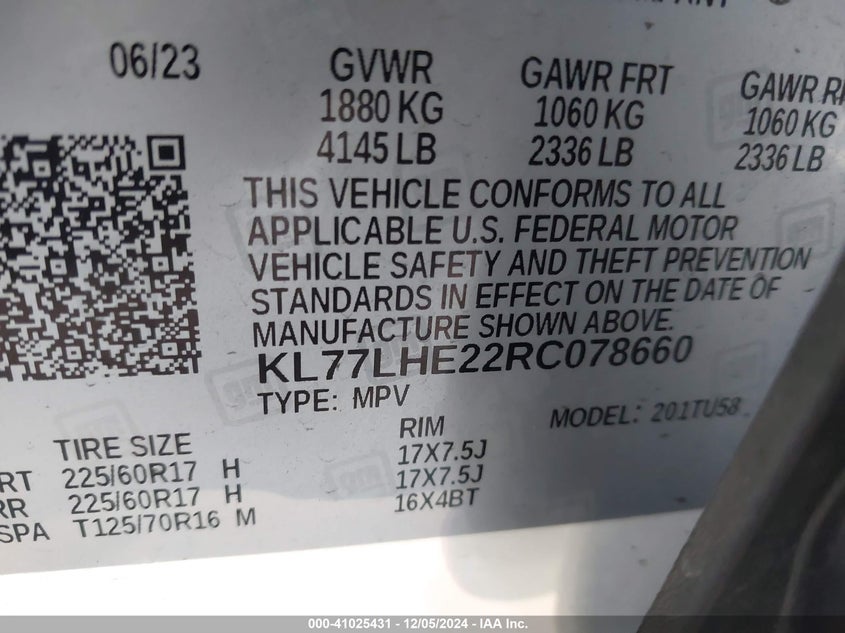 06/23 GVWR GAWR FRT GAWR
1880 KG 1060 KG 1060 KG
4145 LB 2336 LB 2336 LB
THIS VEHICLE CONFORMS TO ALL
APPLICABLE U.S. FEDERAL MOTOR
VEHICLE SAFETY AND THEFT PREVENTION
STANDARDS IN EFFECT ON THE DATE OF
MANUFACTURE SHOWN ABOVE.
KL77LHE22RC078660
TYPE: MPV MODEL: 201TU58
TIRE SIZE RIM
RT 225/60R17 H 17X7.5J
RR 225/60R17 H 17X7.5J
SPA T125/70R16 M 16X4BT
000-41025431 - 12/05/2024 - IAA Inc.